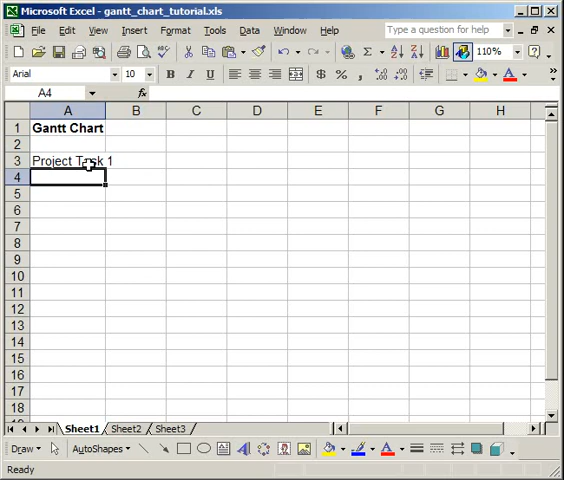 Microsoft Excel - gantt_chart_tutorial.xls
File Edit View Insert Format Tools Data Window Help Type a question for help
Σ 110%
Arial 10 B I U $ % ,
A4 fx
A B C D E F G H
1 Gantt Chart
2
3 Project Task 1
4
5
6
7
8
9
10
11
12
13
14
15
16
17
18
Sheet1 Sheet2 Sheet3
Draw AutoShapes
Ready